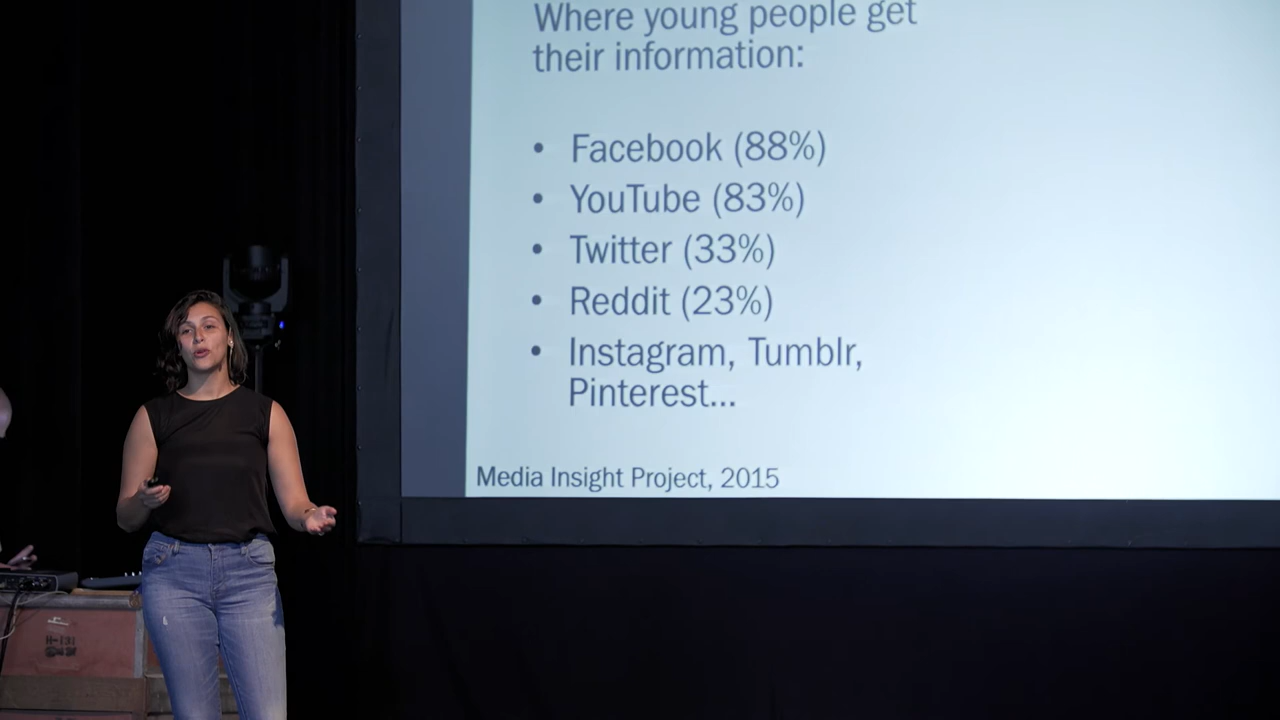 Where young people get
their information:
• Facebook (88%)
• YouTube (83%)
• Twitter (33%)
• Reddit (23%)
• Instagram, Tumblr,
Pinterest...
Media Insight Project, 2015